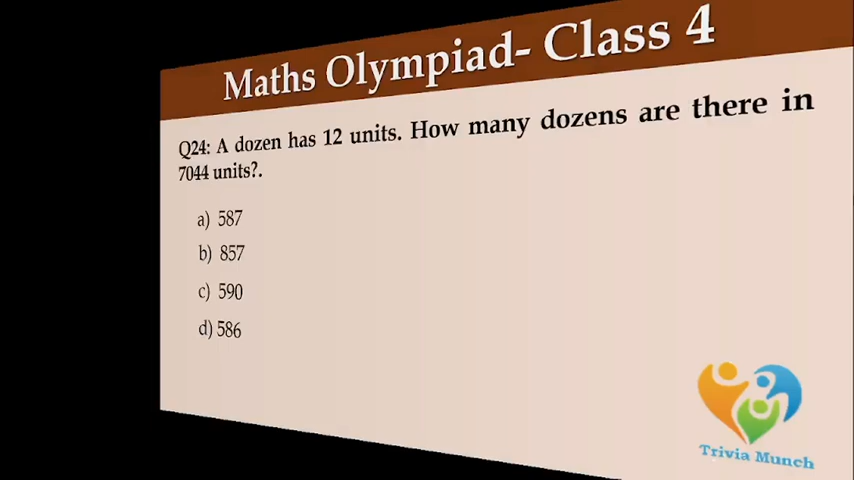 Maths Olympiad- Class 4
Q24: A dozen has 12 units. How many dozens are there in
7044 units?.
a) 587
b) 857
c) 590
d) 586
Trivia Munch